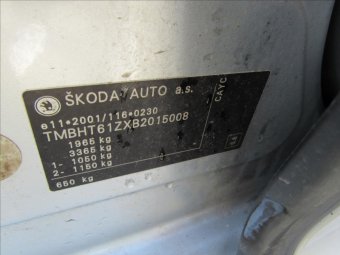 ŠKODA AUTO a.s.
e11*2001/116*0230
TMBHT61ZXB2015008
1965 kg
3365 kg
1- 1050 kg
2- 1150 kg
650 kg
CAYC